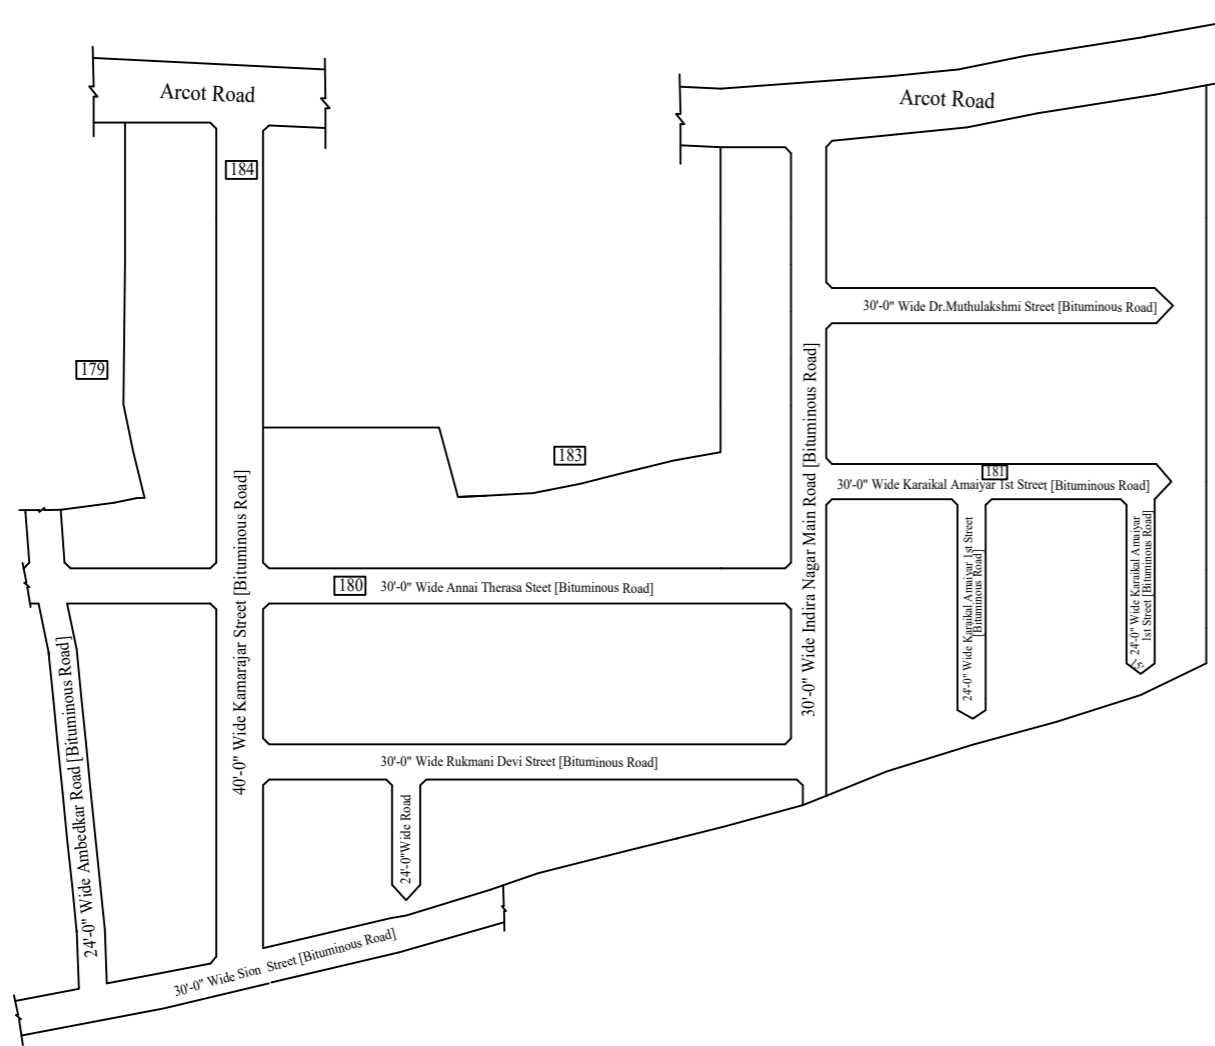 Arcot Road
Arcot Road
184
30'-0" Wide Dr.Muthulakshmi Street [Bituminous Road]
179
183
181
30'-0" Wide Karaikal Amaiyar 1st Street [Bituminous Road]
40'-0" Wide Kamarajar Street [Bituminous Road]
30'-0" Wide Indira Nagar Main Road [Bituminous Road]
24'-0" Wide Karaikal Amaiyar 1st Street
[Bituminous Road]
24'-0" Wide Karaikal Amaiyar
1st Street [Bituminous Road]
15'
180
30'-0" Wide Annai Therasa Steet [Bituminous Road]
24'-0" Wide Ambedkar Road [Bituminous Road]
30'-0" Wide Rukmani Devi Street [Bituminous Road]
24'-0"Wide Road
30'-0" Wide Sion Street [Bituminous Road]